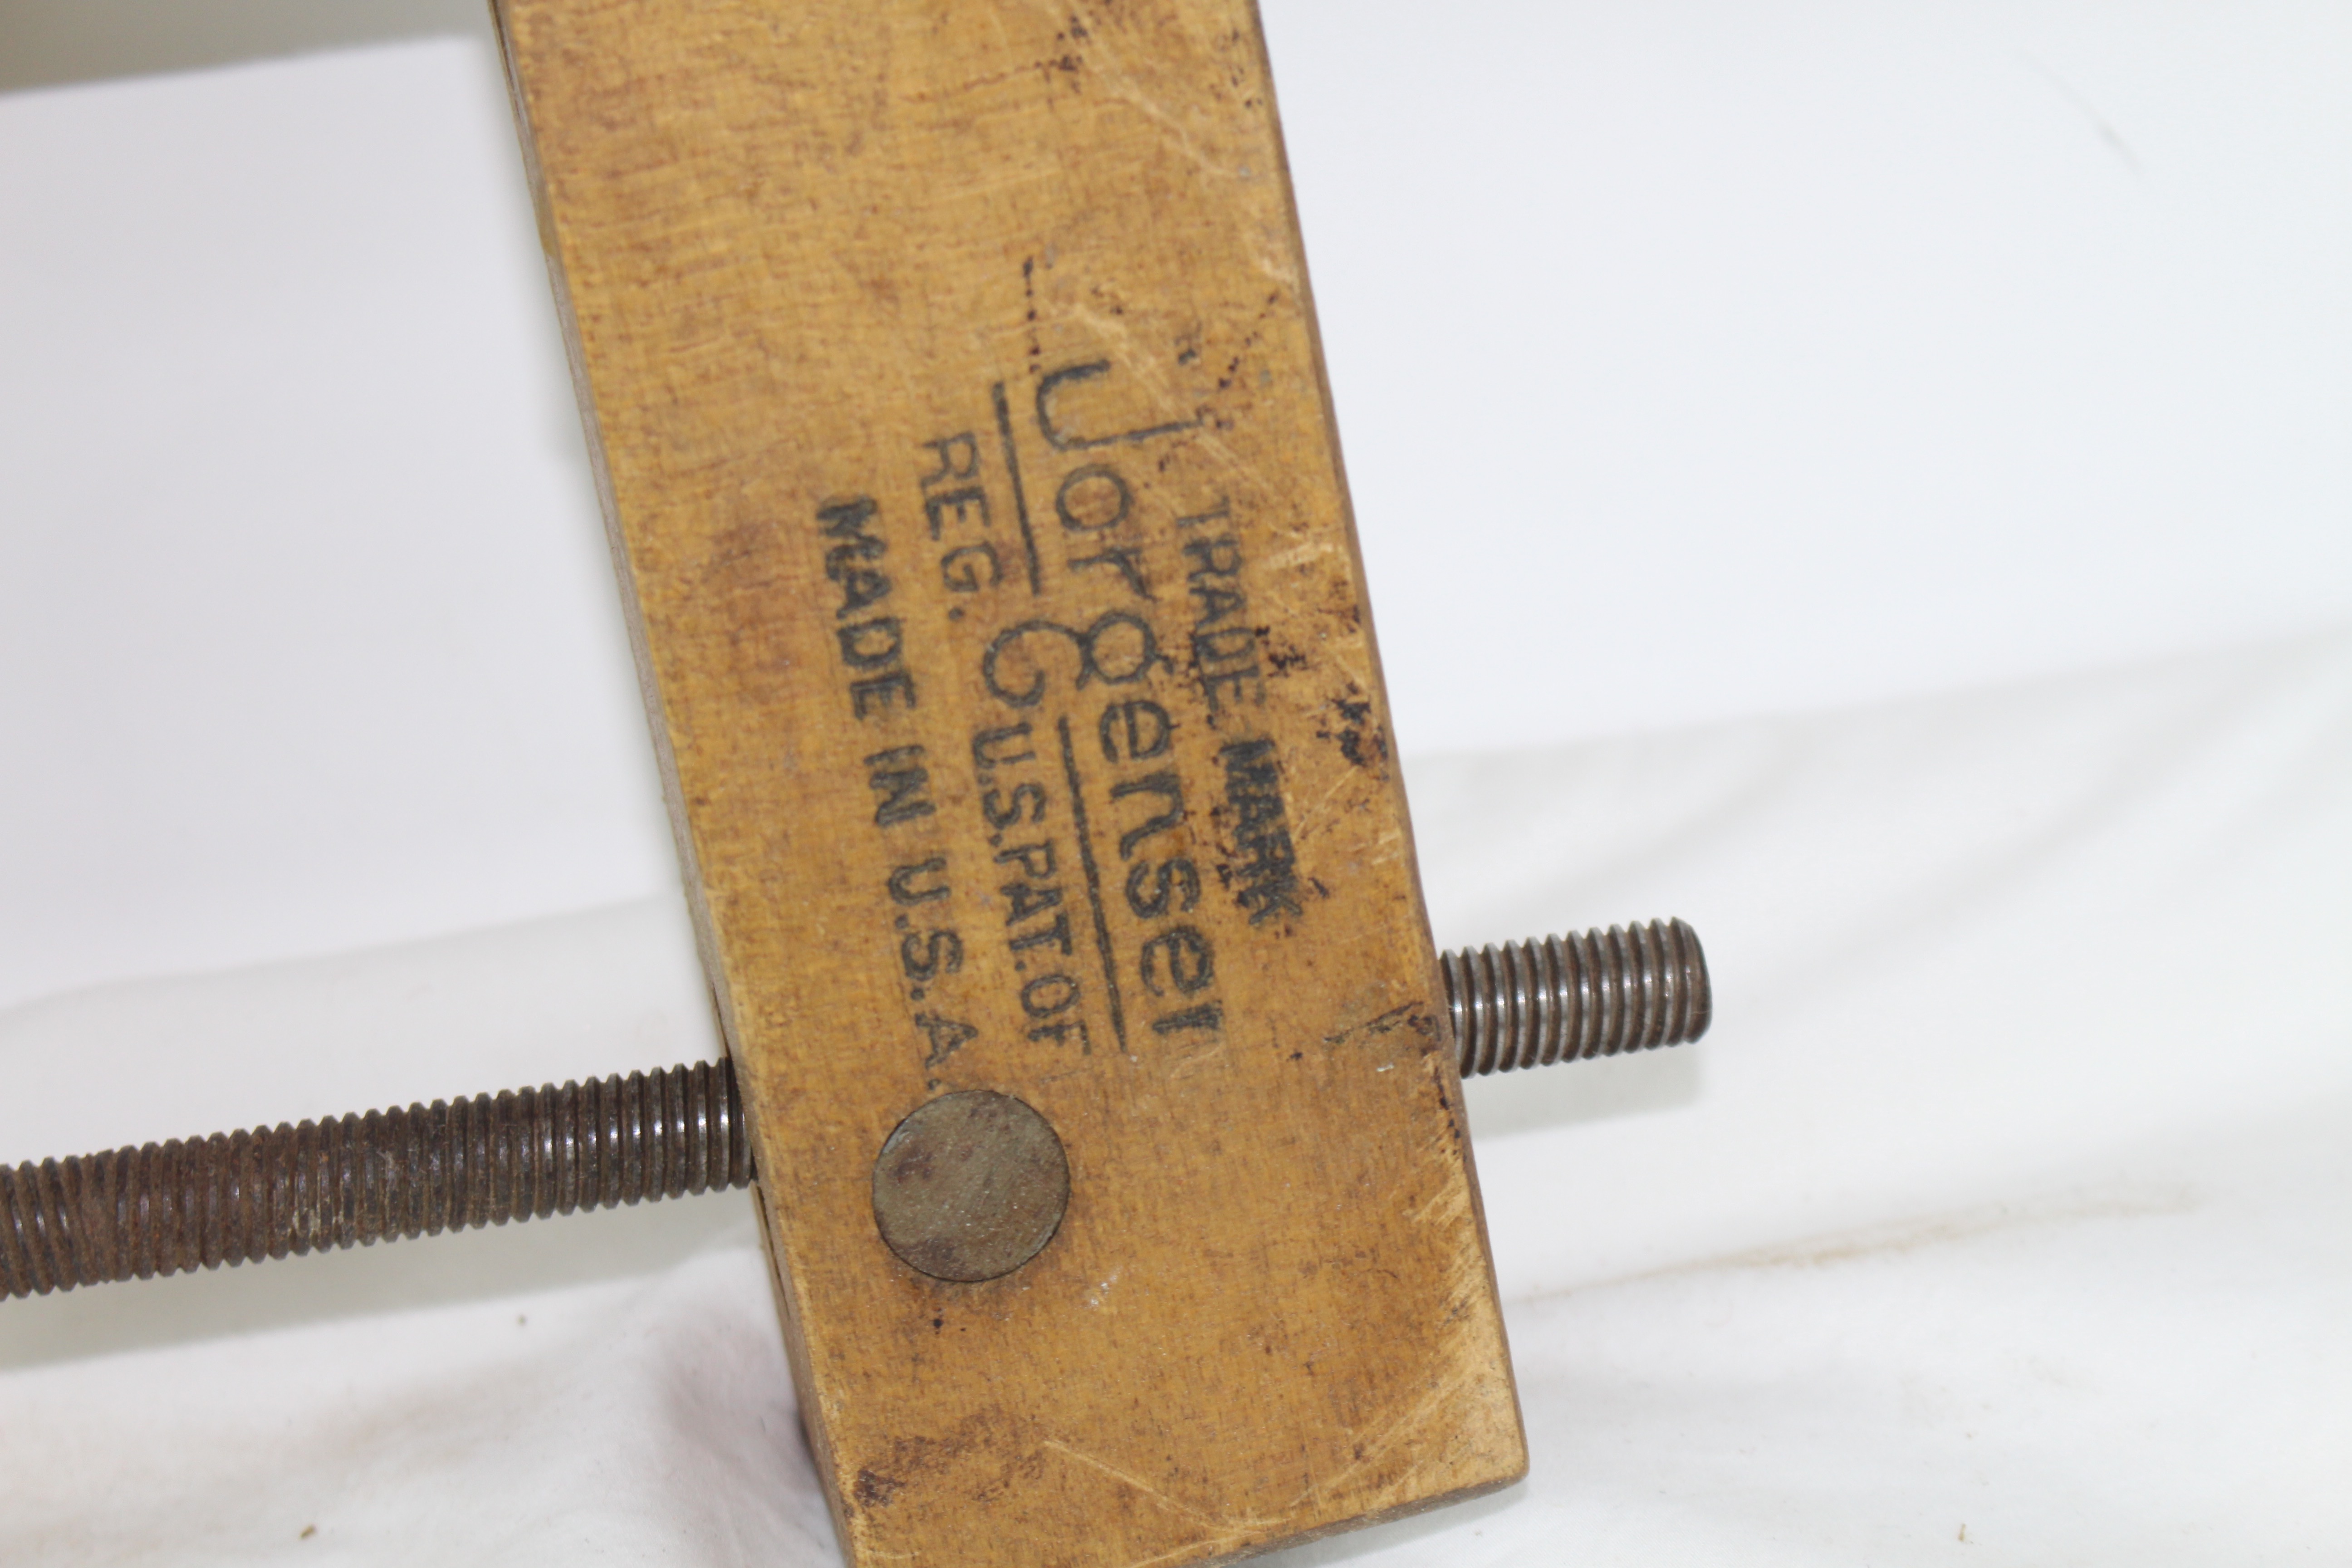 TRADE MARK
"Jorgensen
REG. U.S.PAT.OF
MADE IN U.S.A.